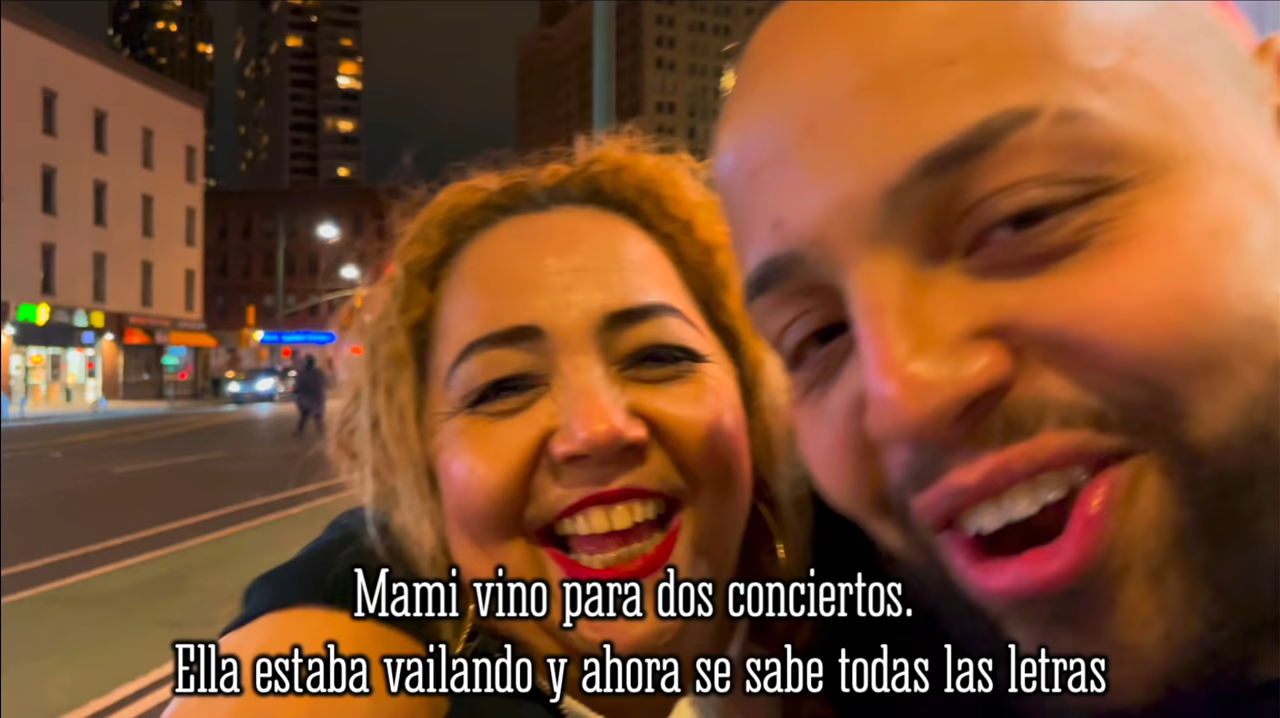 Mami vino para dos conciertos.
Ella estaba vailando y ahora se sabe todas las letras